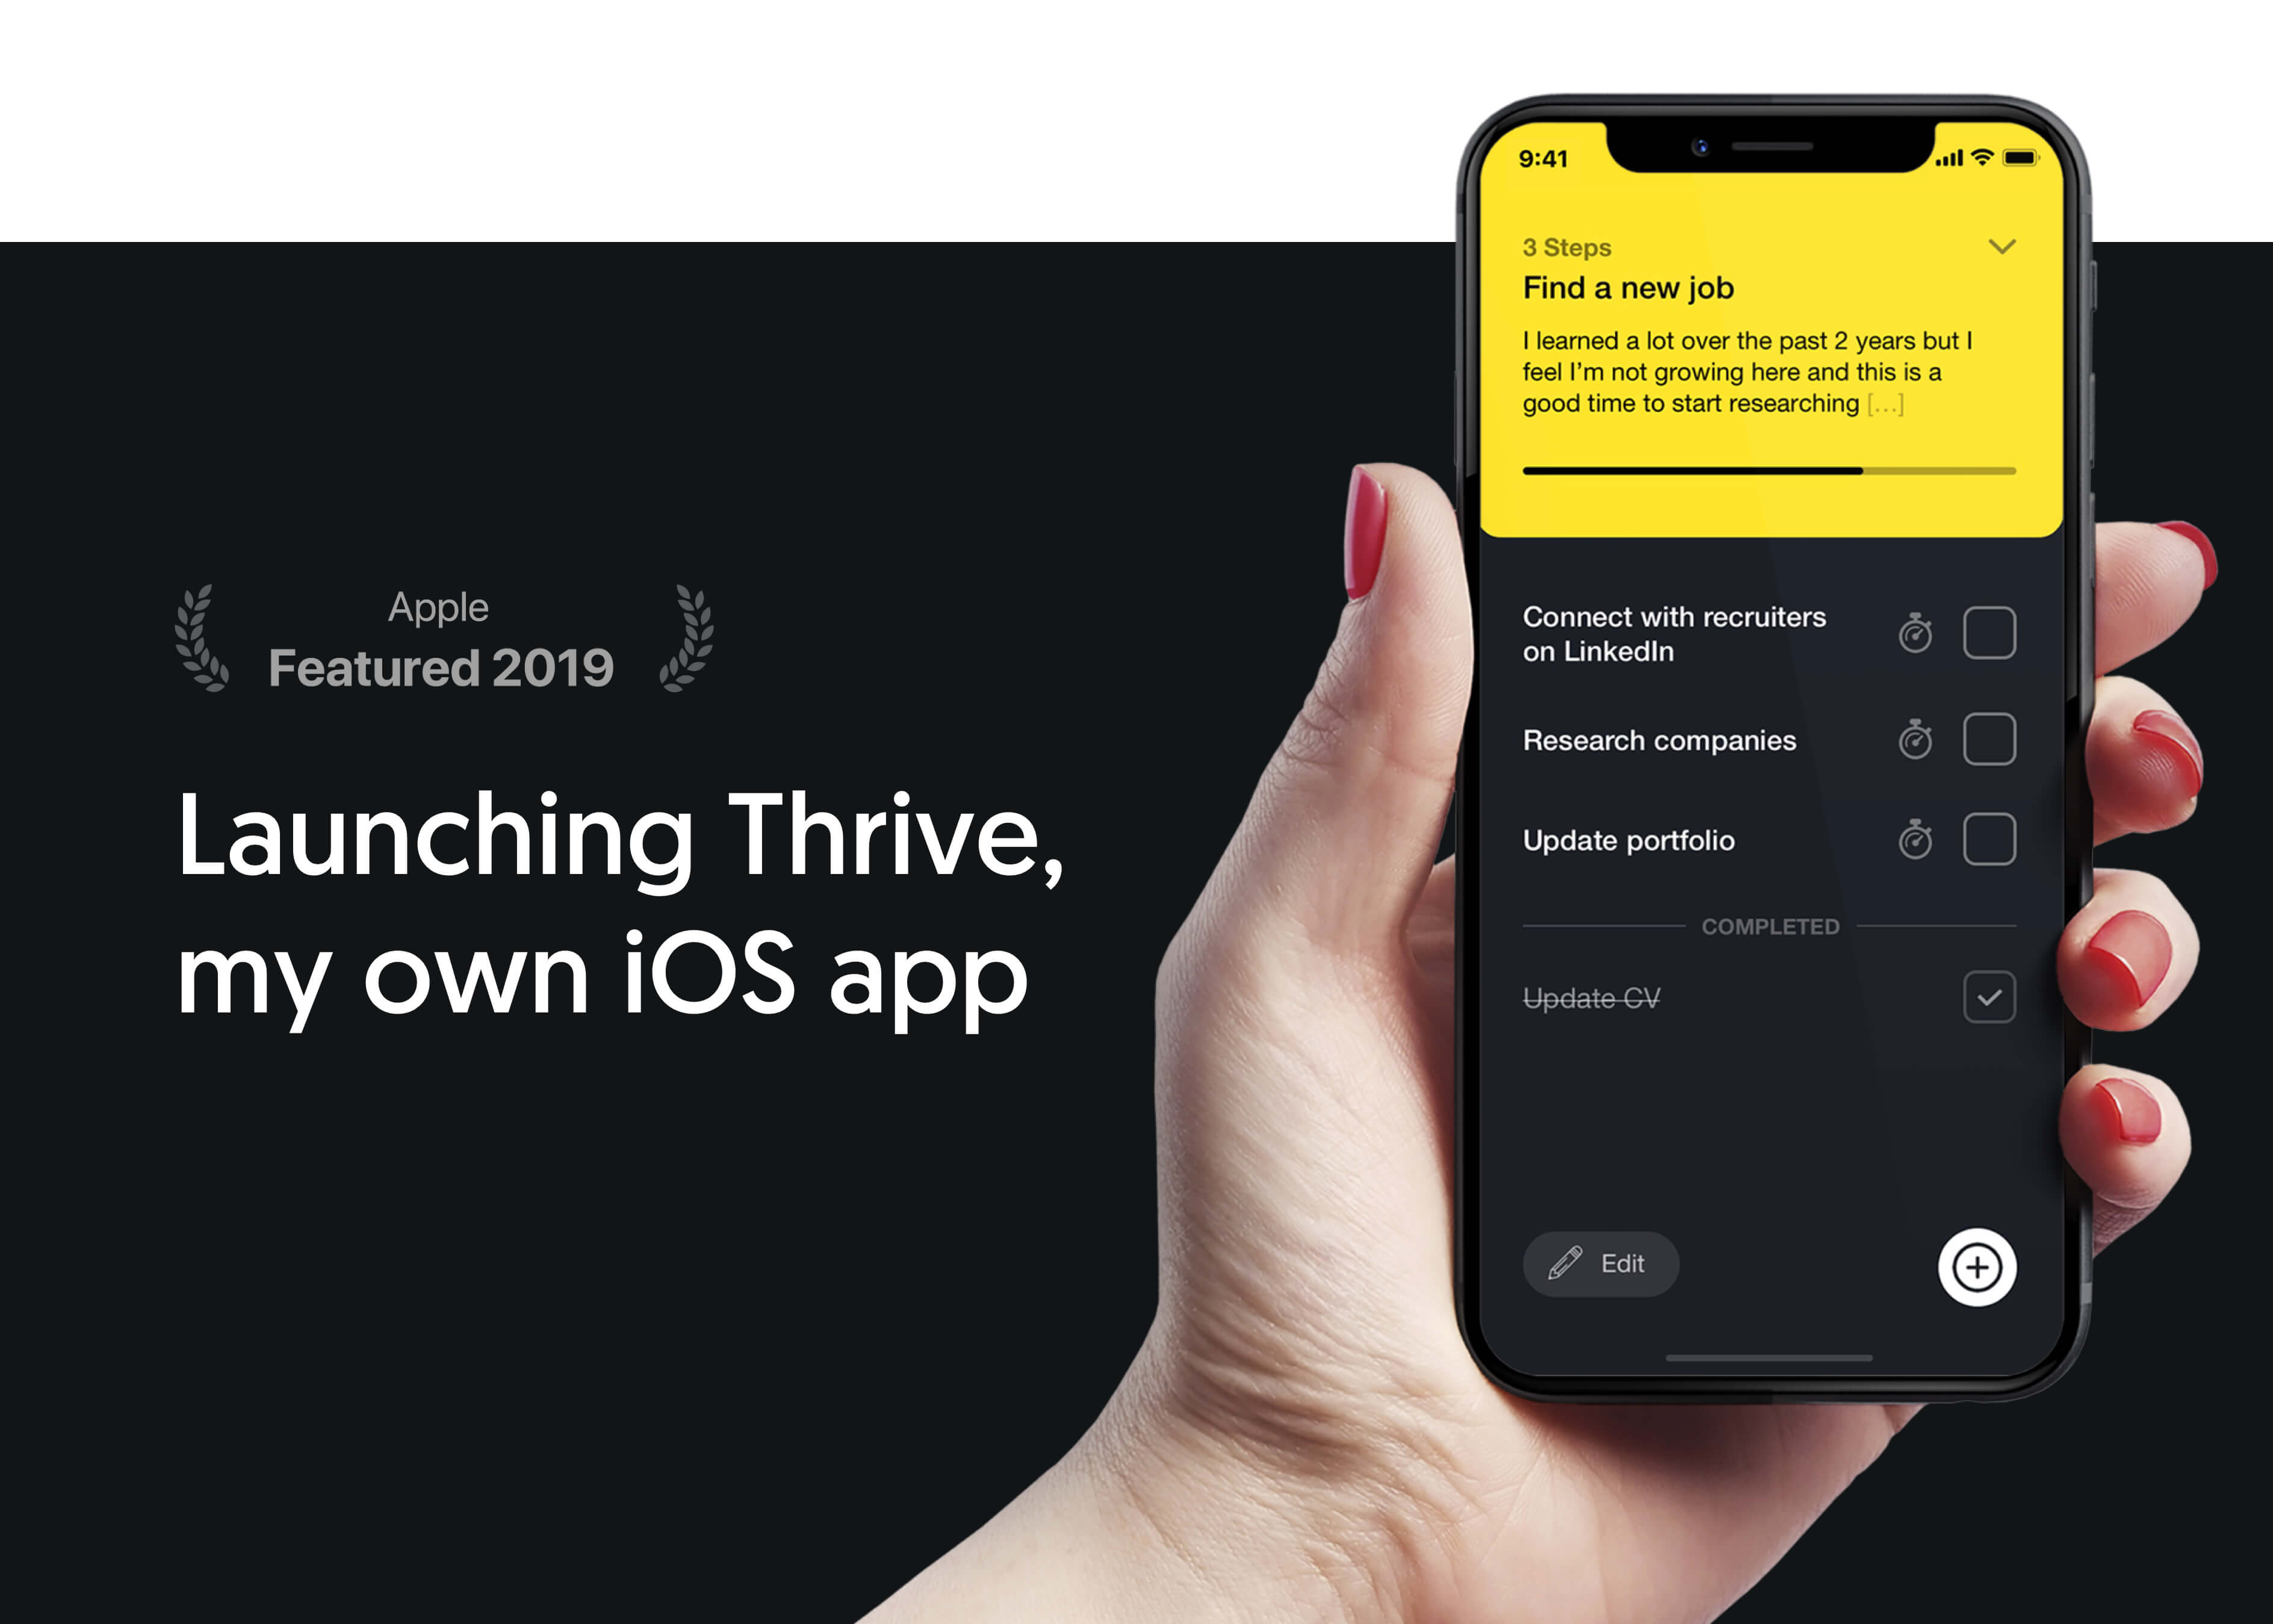 Apple
Featured 2019
Launching Thrive,
my own iOS app
9:41
3 Steps
Find a new job
I learned a lot over the past 2 years but I
feel I'm not growing here and this is a
good time to start researching [...]
Connect with recruiters
on LinkedIn
Research companies
Update portfolio
COMPLETED
Update CV
Edit